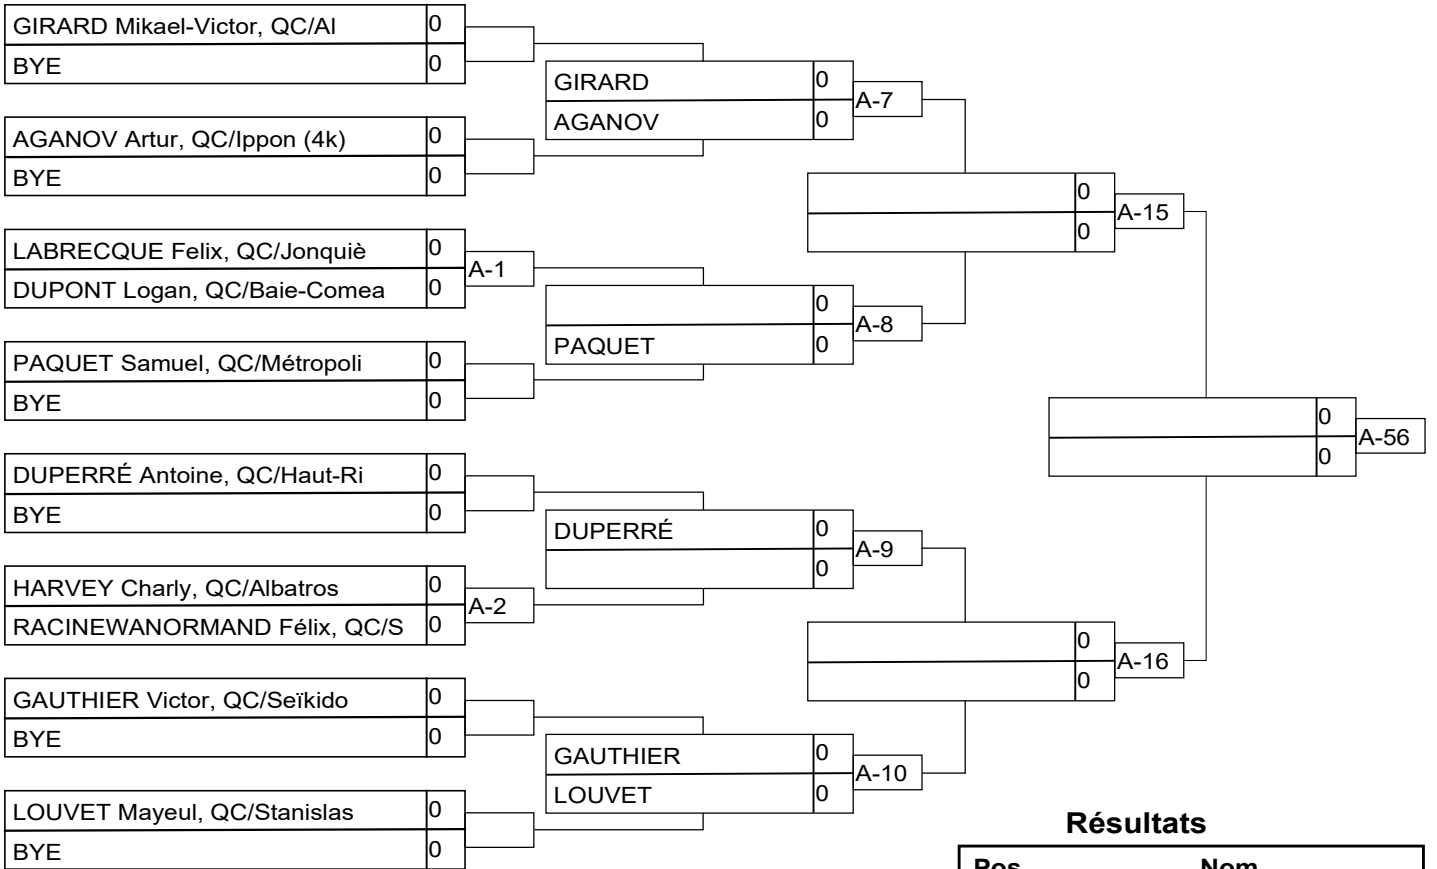 GIRARD Mikael-Victor, QC/Al 0
BYE 0
AGANOV Artur, QC/Ippon (4k) 0
BYE 0
LABRECQUE Felix, QC/Jonquiè 0
DUPONT Logan, QC/Baie-Comea 0
A-1
PAQUET Samuel, QC/Métropoli 0
BYE 0
DUPERRÉ Antoine, QC/Haut-Ri 0
BYE 0
HARVEY Charly, QC/Albatros 0
RACINEWANORMAND Félix, QC/S 0
A-2
GAUTHIER Victor, QC/Seïkido 0
BYE 0
LOUVET Mayeul, QC/Stanislas 0
BYE 0
GIRARD 0
AGANOV 0
A-7
0
PAQUET 0
A-8
DUPERRÉ 0
0
A-9
GAUTHIER 0
LOUVET 0
A-10
0
0
A-15
0
0
A-16
0
0
A-56
Résultats
Pos Nom